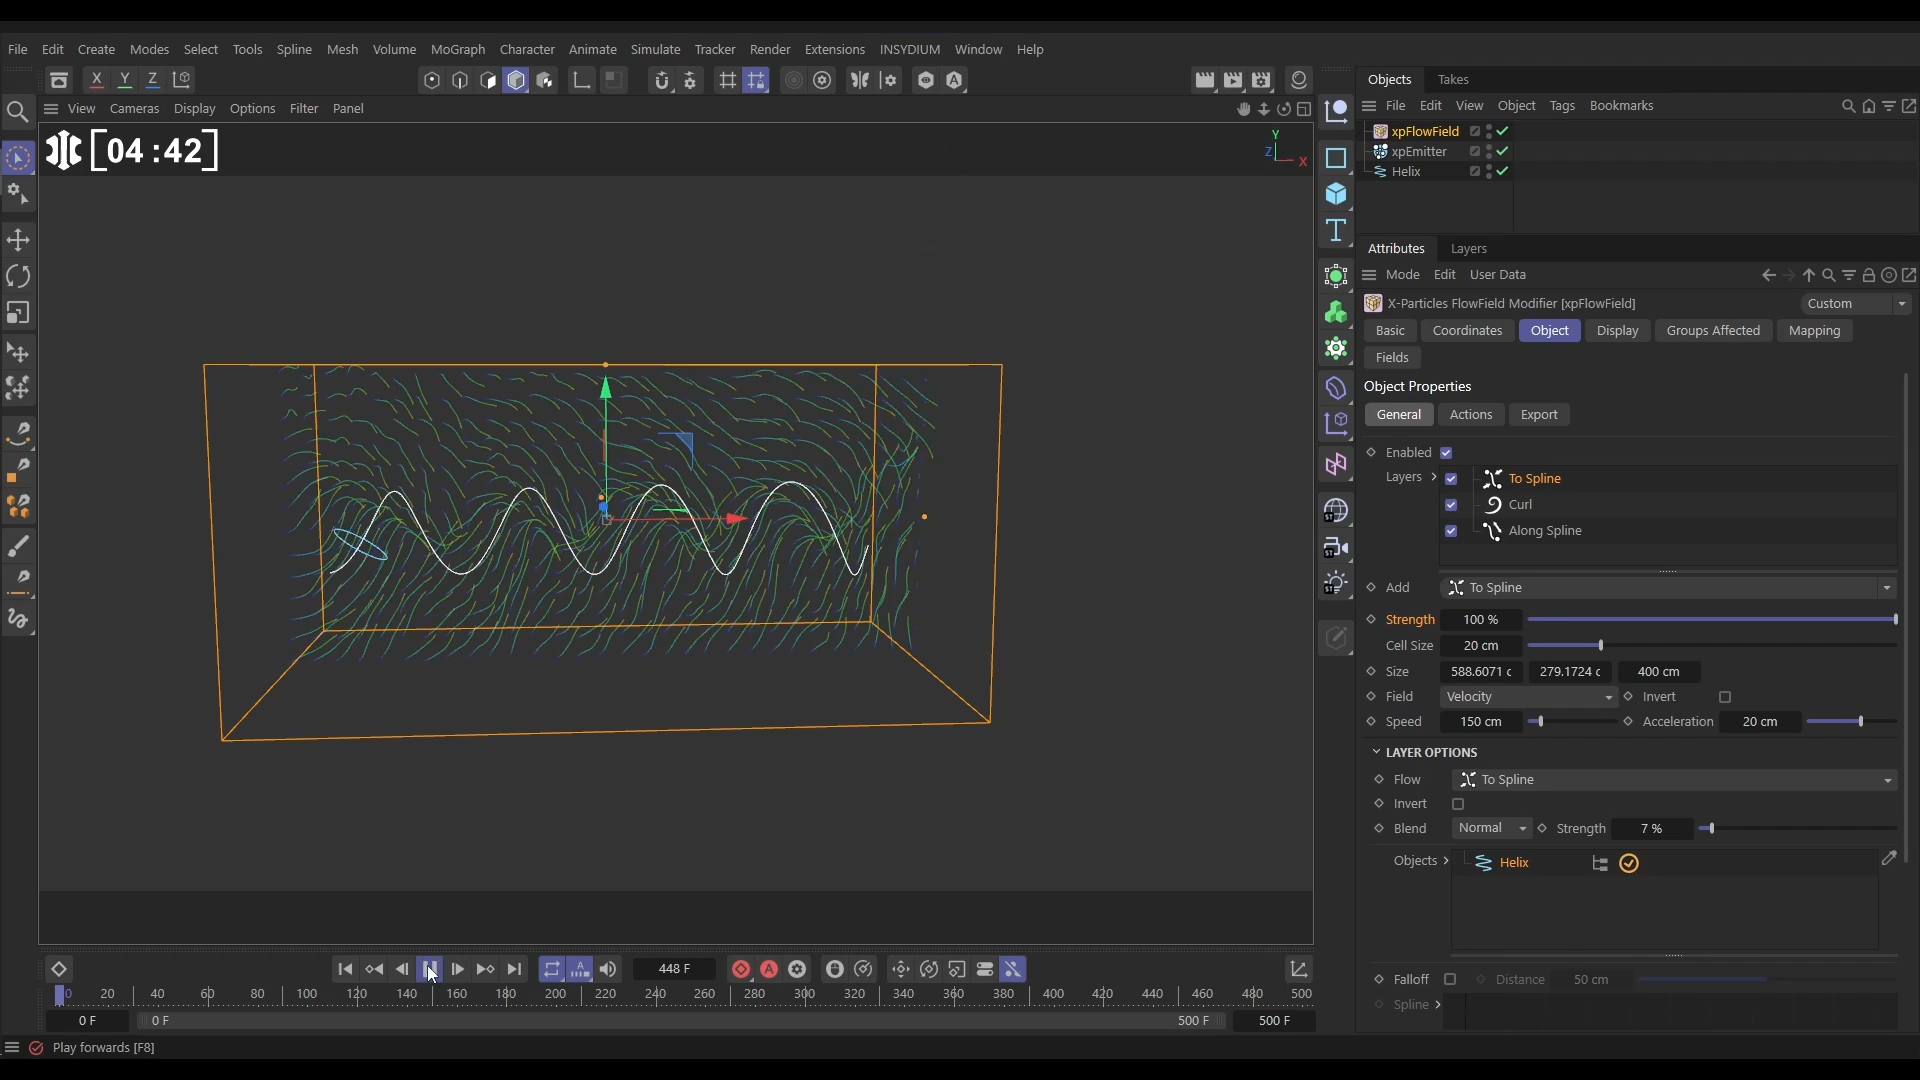 File Edit Create Modes Select Tools Spline Mesh Volume MoGraph Character Animate Simulate Tracker Render Extensions INSYDIUM Window Help
X Y Z
View Cameras Display Options Filter Panel
[04:42]
Y
Z X
Objects Takes
File Edit View Object Tags Bookmarks
xpFlowField
xpEmitter
Helix
Attributes Layers
Mode Edit User Data
X-Particles FlowField Modifier [xpFlowField] Custom
Basic Coordinates Object Display Groups Affected Mapping
Fields
Object Properties
General Actions Export
Enabled
Layers To Spline
Curl
Along Spline
Add To Spline
Strength 100 %
Cell Size 20 cm
Size 588.6071 c 279.1724 c 400 cm
Field Velocity Invert
Speed 150 cm Acceleration 20 cm
LAYER OPTIONS
Flow To Spline
Invert
Blend Normal Strength 7 %
Objects Helix
Falloff Distance 50 cm
Spline
448 F
0 20 40 60 80 100 120 140 160 180 200 220 240 260 280 300 320 340 360 380 400 420 440 460 480 500
0 F 0 F 500 F 500 F
Play forwards [F8]